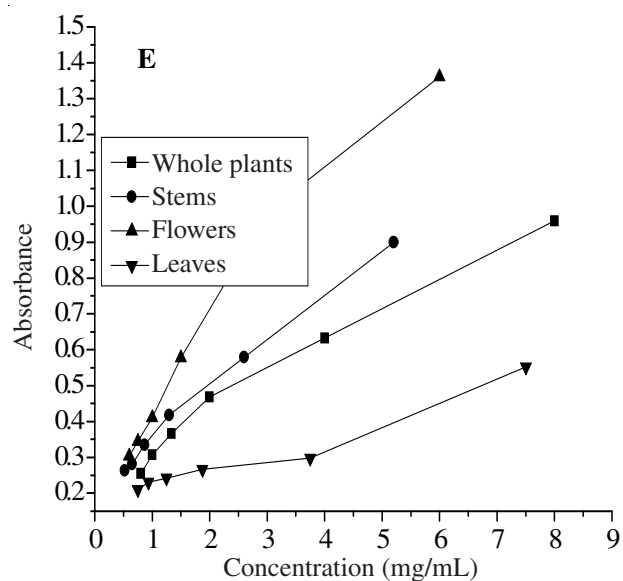 E
1.5
1.4
1.3
1.2
1.1
1.0
0.9
0.8
0.7
0.6
0.5
0.4
0.3
0.2
Absorbance
Whole plants
Stems
Flowers
Leaves
0 1 2 3 4 5 6 7 8 9
Concentration (mg/mL)